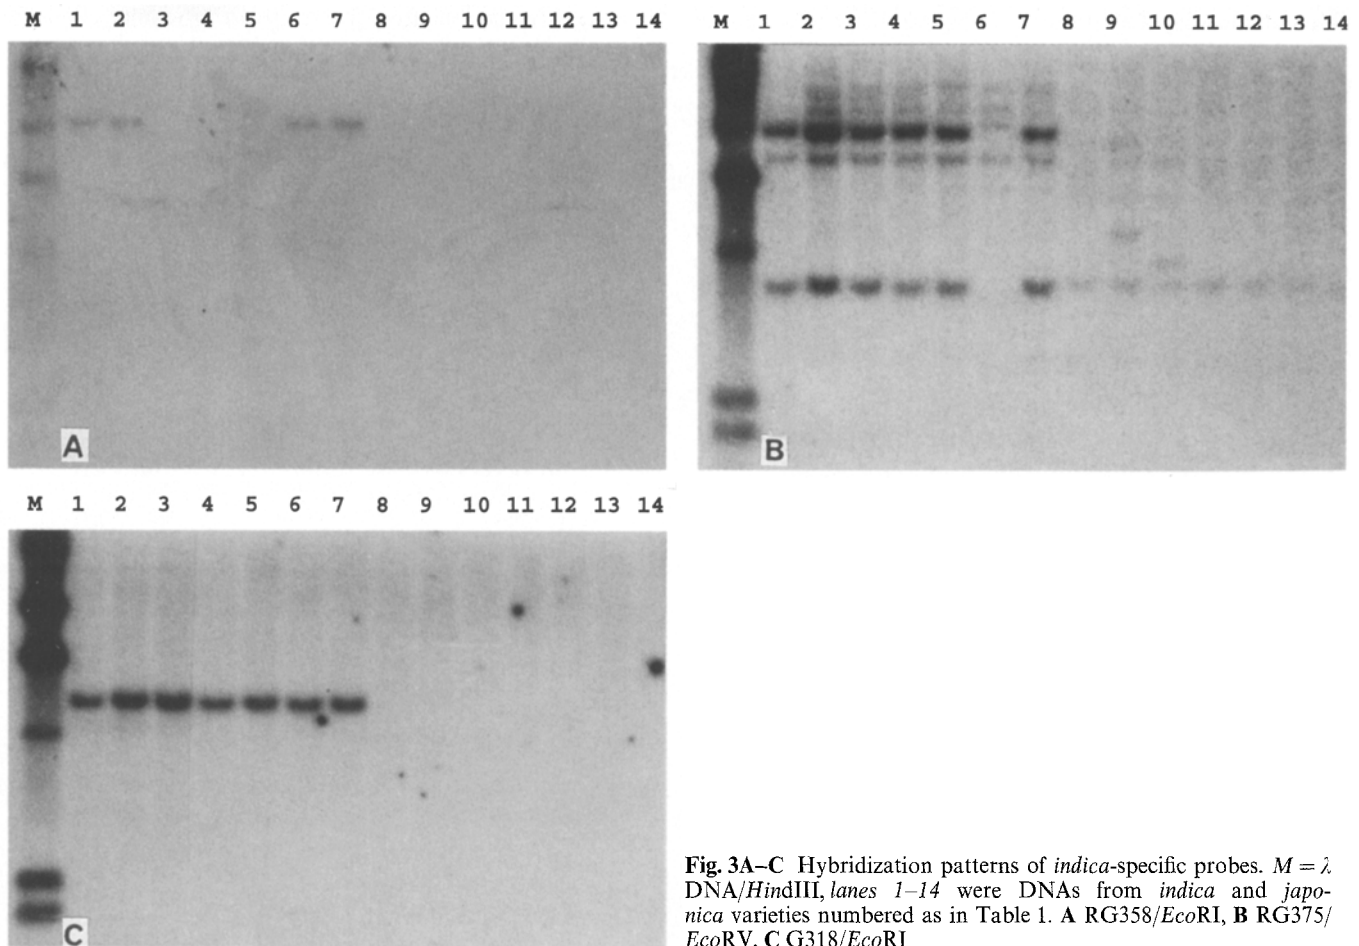 M 1 2 3 4 5 6 7 8 9 10 11 12 13 14
A
M 1 2 3 4 5 6 7 8 9 10 11 12 13 14
B
M 1 2 3 4 5 6 7 8 9 10 11 12 13 14
C
Fig. 3A–C Hybridization patterns of indica-specific probes. M = λ
DNA/HindIII, lanes 1–14 were DNAs from indica and japo-
nica varieties numbered as in Table 1. A RG358/EcoRI, B RG375/
EcoRV, C G318/EcoRI